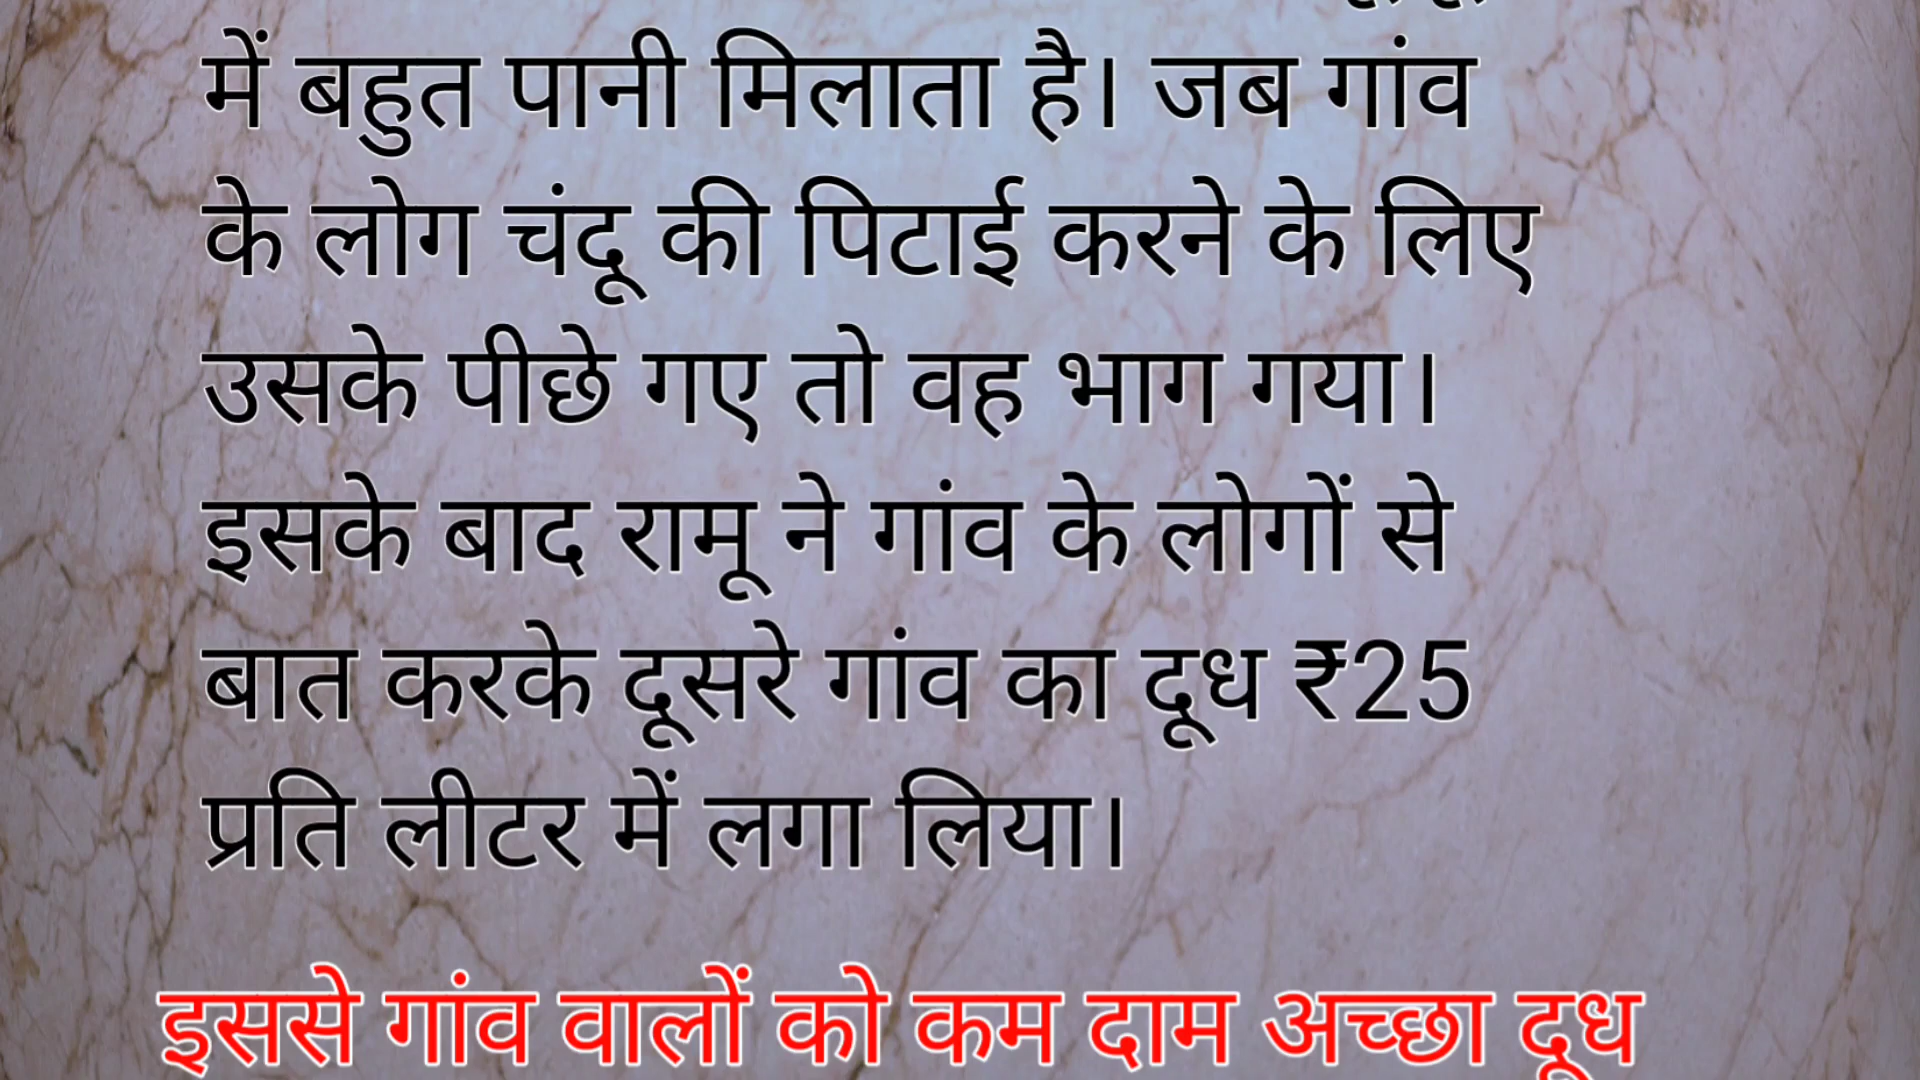 में बहुत पानी मिलाता है। जब गांव
के लोग चंदू की पिटाई करने के लिए
उसके पीछे गए तो वह भाग गया।
इसके बाद रामू ने गांव के लोगों से
बात करके दूसरे गांव का दूध ₹25
प्रति लीटर में लगा लिया।
इससे गांव वालों को कम दाम अच्छा दूध